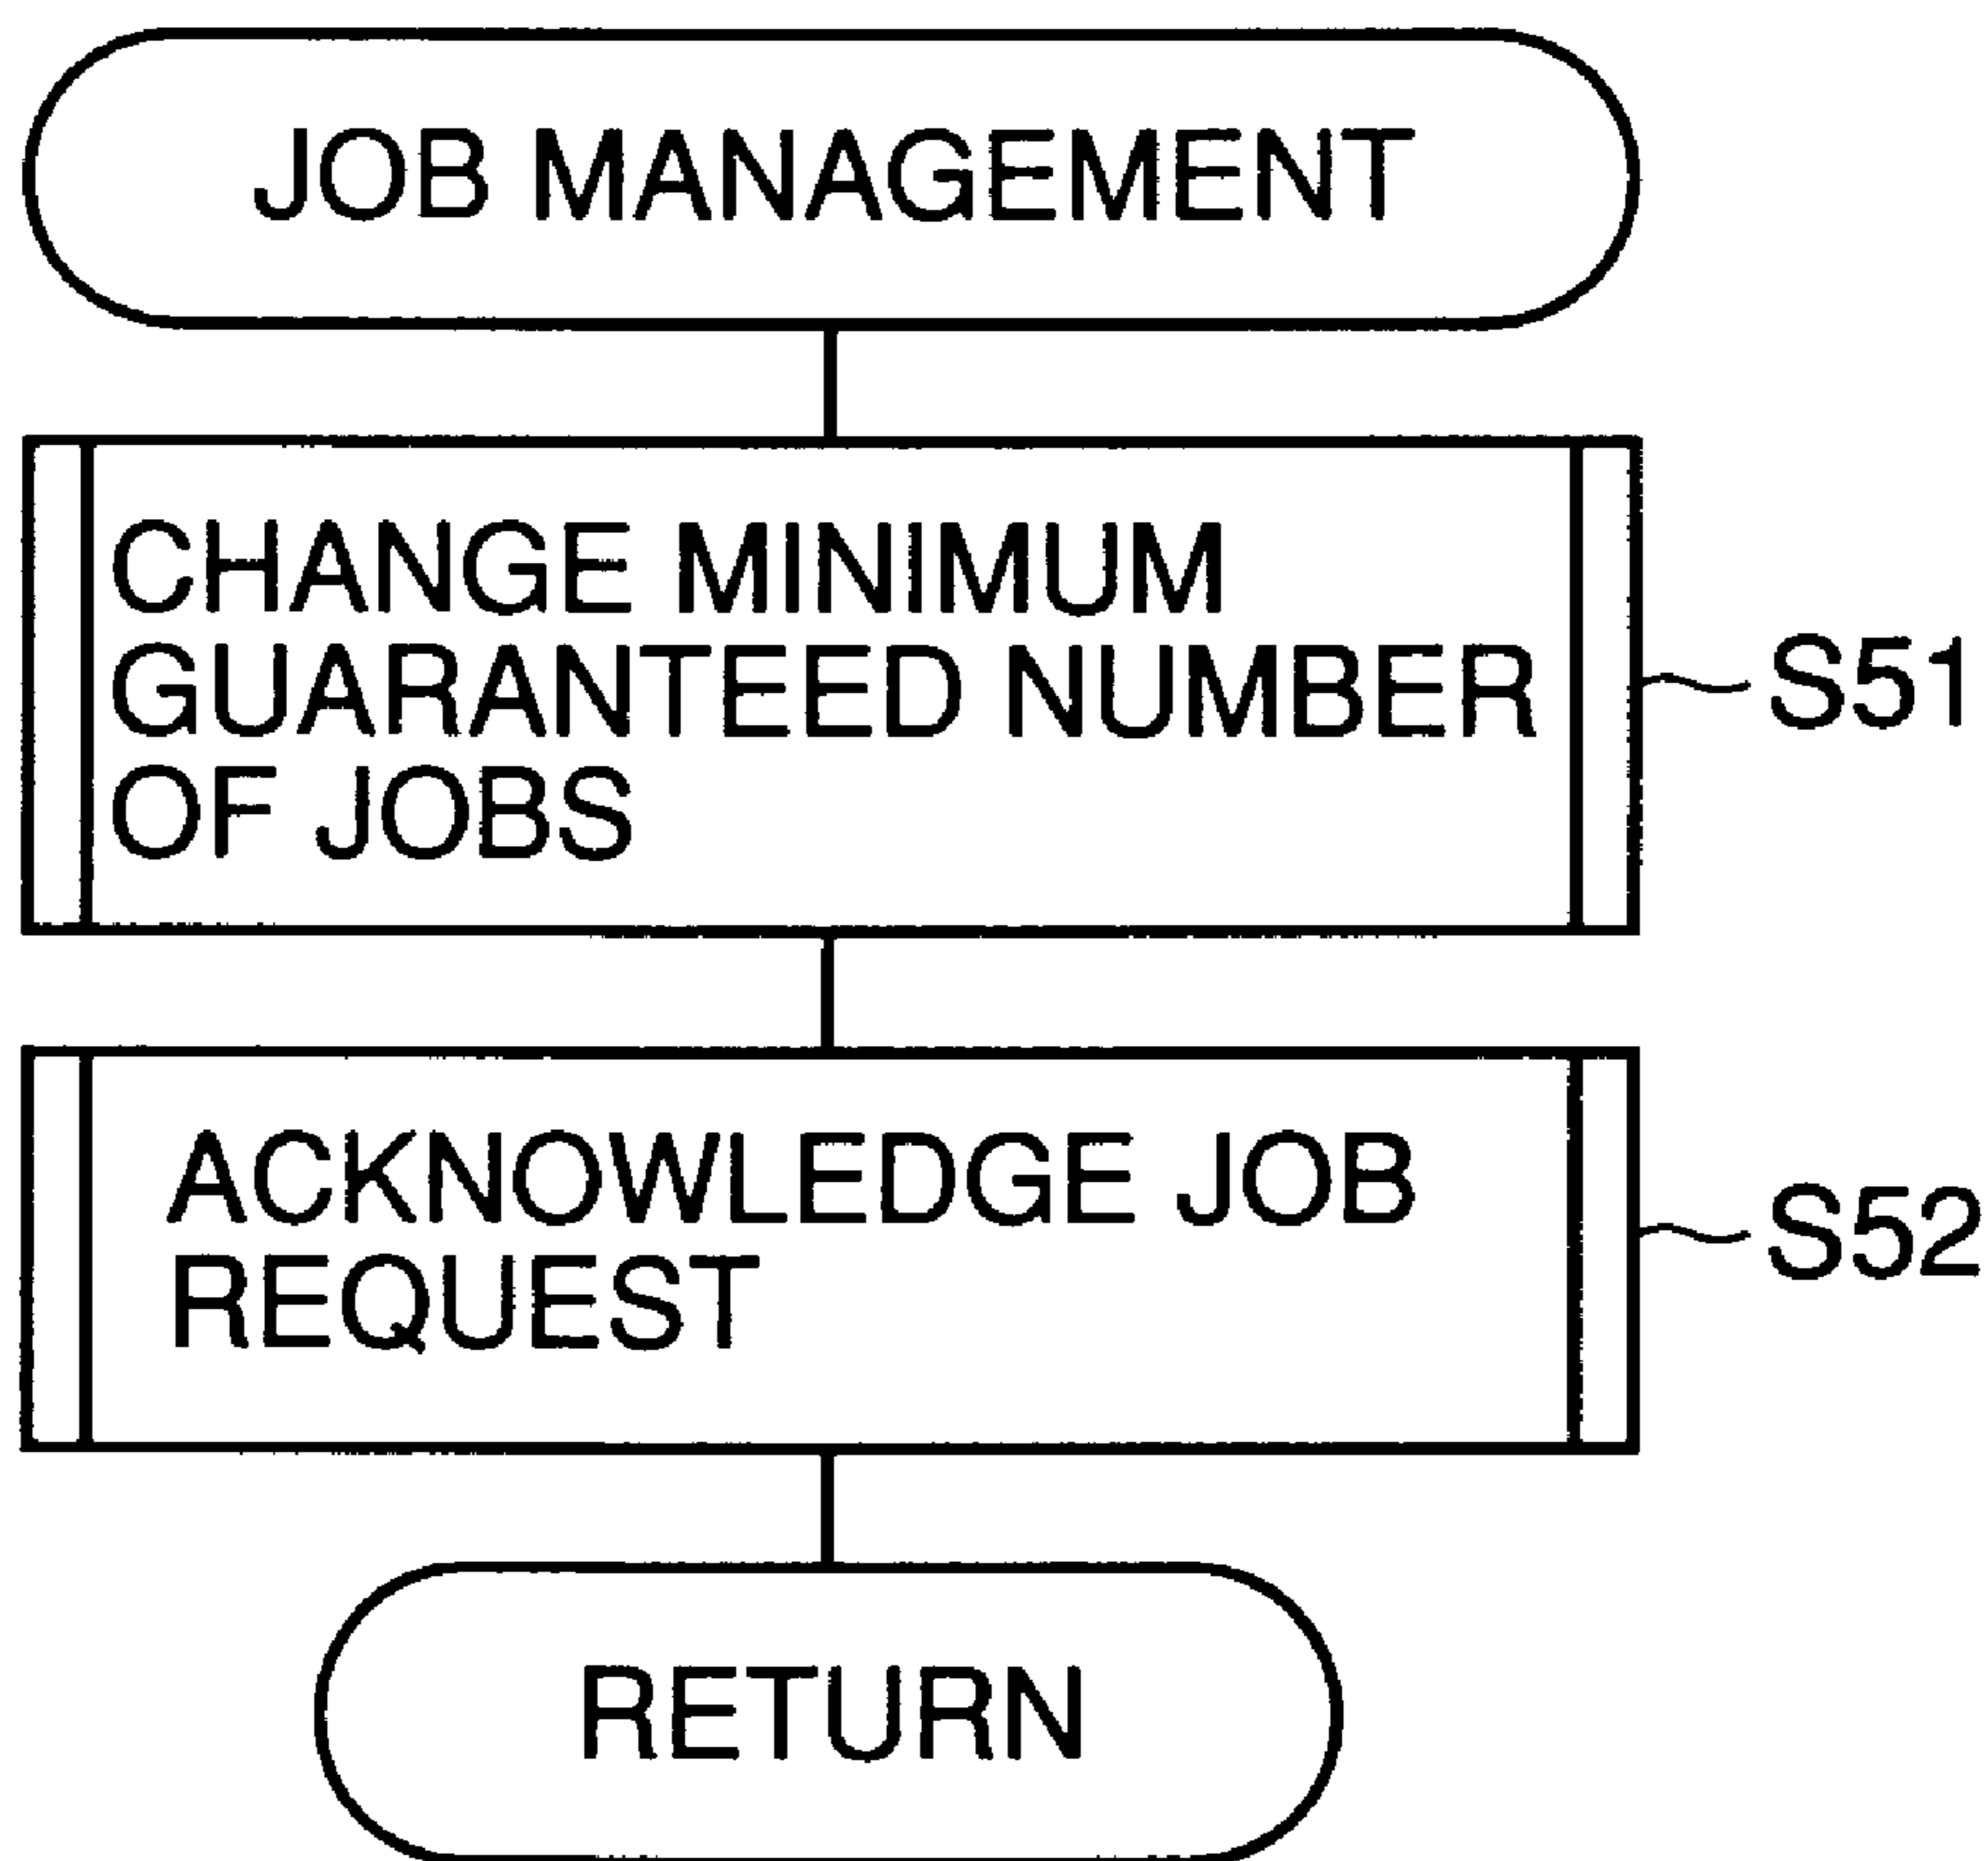 JOB MANAGEMENT
CHANGE MINIMUM
GUARANTEED NUMBER
OF JOBS
S51
ACKNOWLEDGE JOB
REQUEST
S52
RETURN